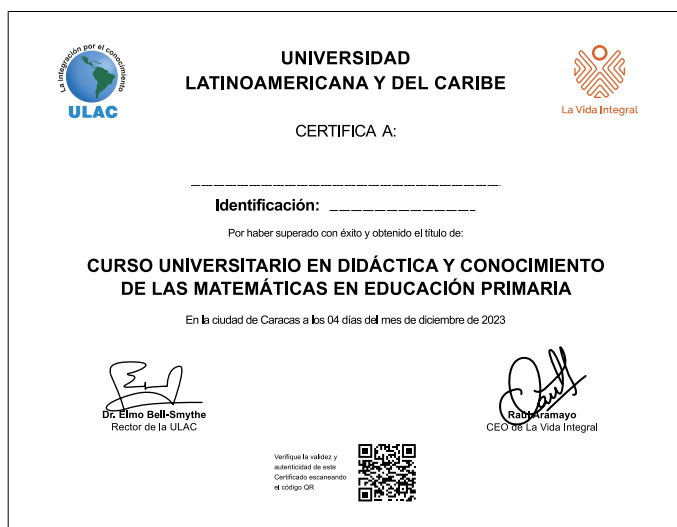 La integración por el conocimiento
ULAC
UNIVERSIDAD
LATINOAMERICANA Y DEL CARIBE
La Vida Integral
CERTIFICA A:
Identificación:
Por haber superado con éxito y obtenido el título de:
CURSO UNIVERSITARIO EN DIDÁCTICA Y CONOCIMIENTO
DE LAS MATEMÁTICAS EN EDUCACIÓN PRIMARIA
En la ciudad de Caracas a los 04 días del mes de diciembre de 2023
Dr. Elmo Bell-Smythe
Rector de la ULAC
Raúl Aramayo
CEO de La Vida Integral
Verifique la validez y
autenticidad de este
Certificado escaneando
el código QR